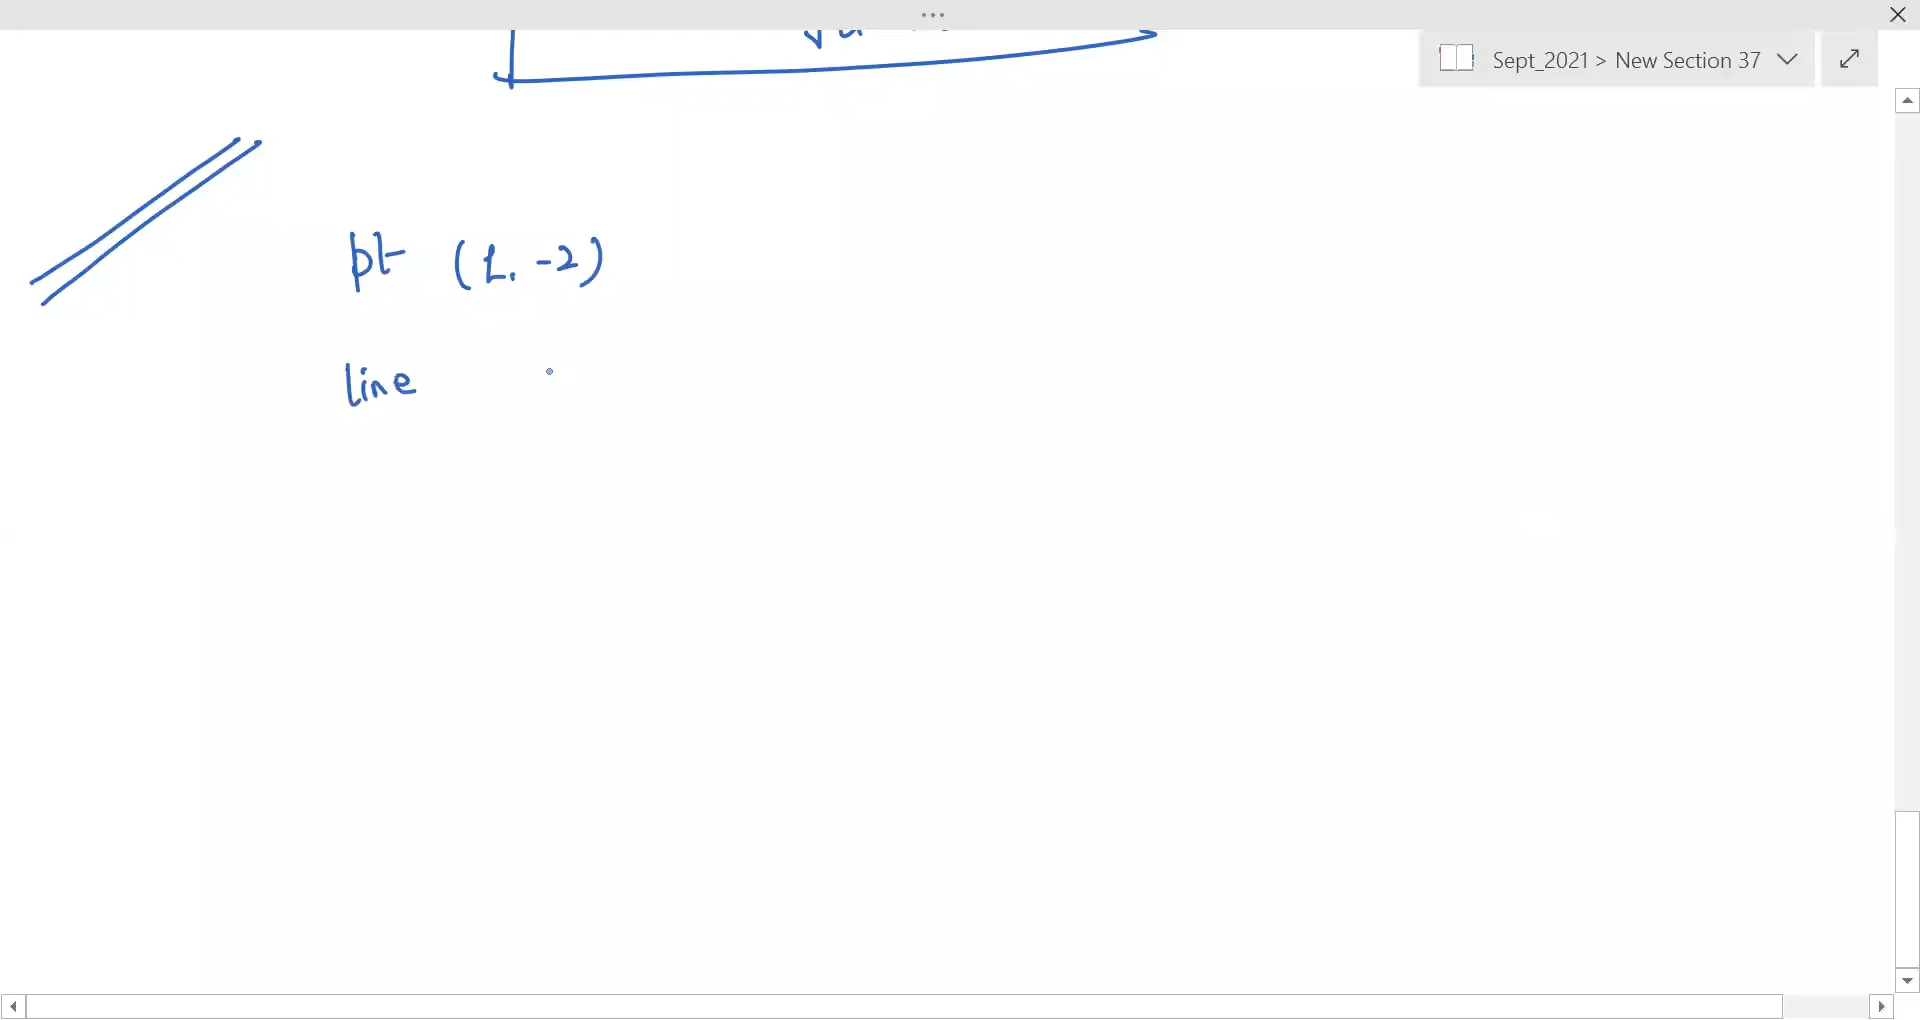 Sept_2021 > New Section 37
pt (1, -2)
line